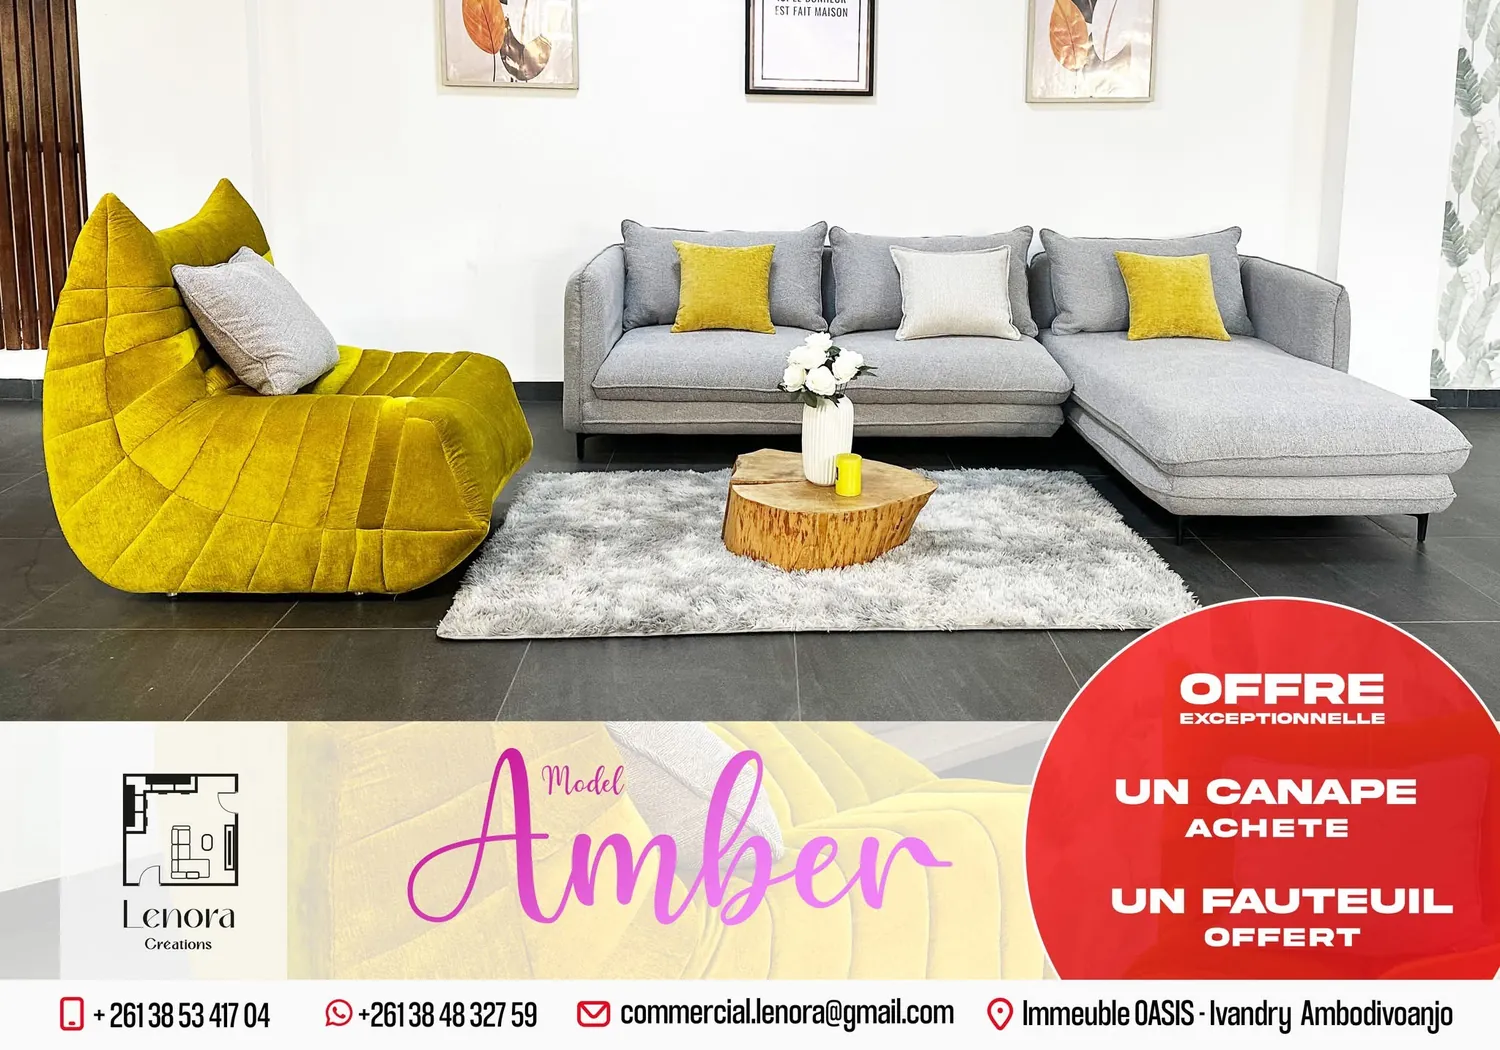 EST FAIT MAISON
OFFRE
EXCEPTIONNELLE
UN CANAPE
ACHETE
UN FAUTEUIL
OFFERT
Model
Amber
Lenora
Créations
+ 261 38 53 417 04
+261 38 48 327 59
commercial.lenora@gmail.com
Immeuble OASIS - Ivandry Ambodivoanjo